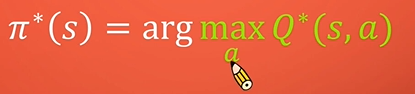 π*(s) = arg max Q*(s, a)
a